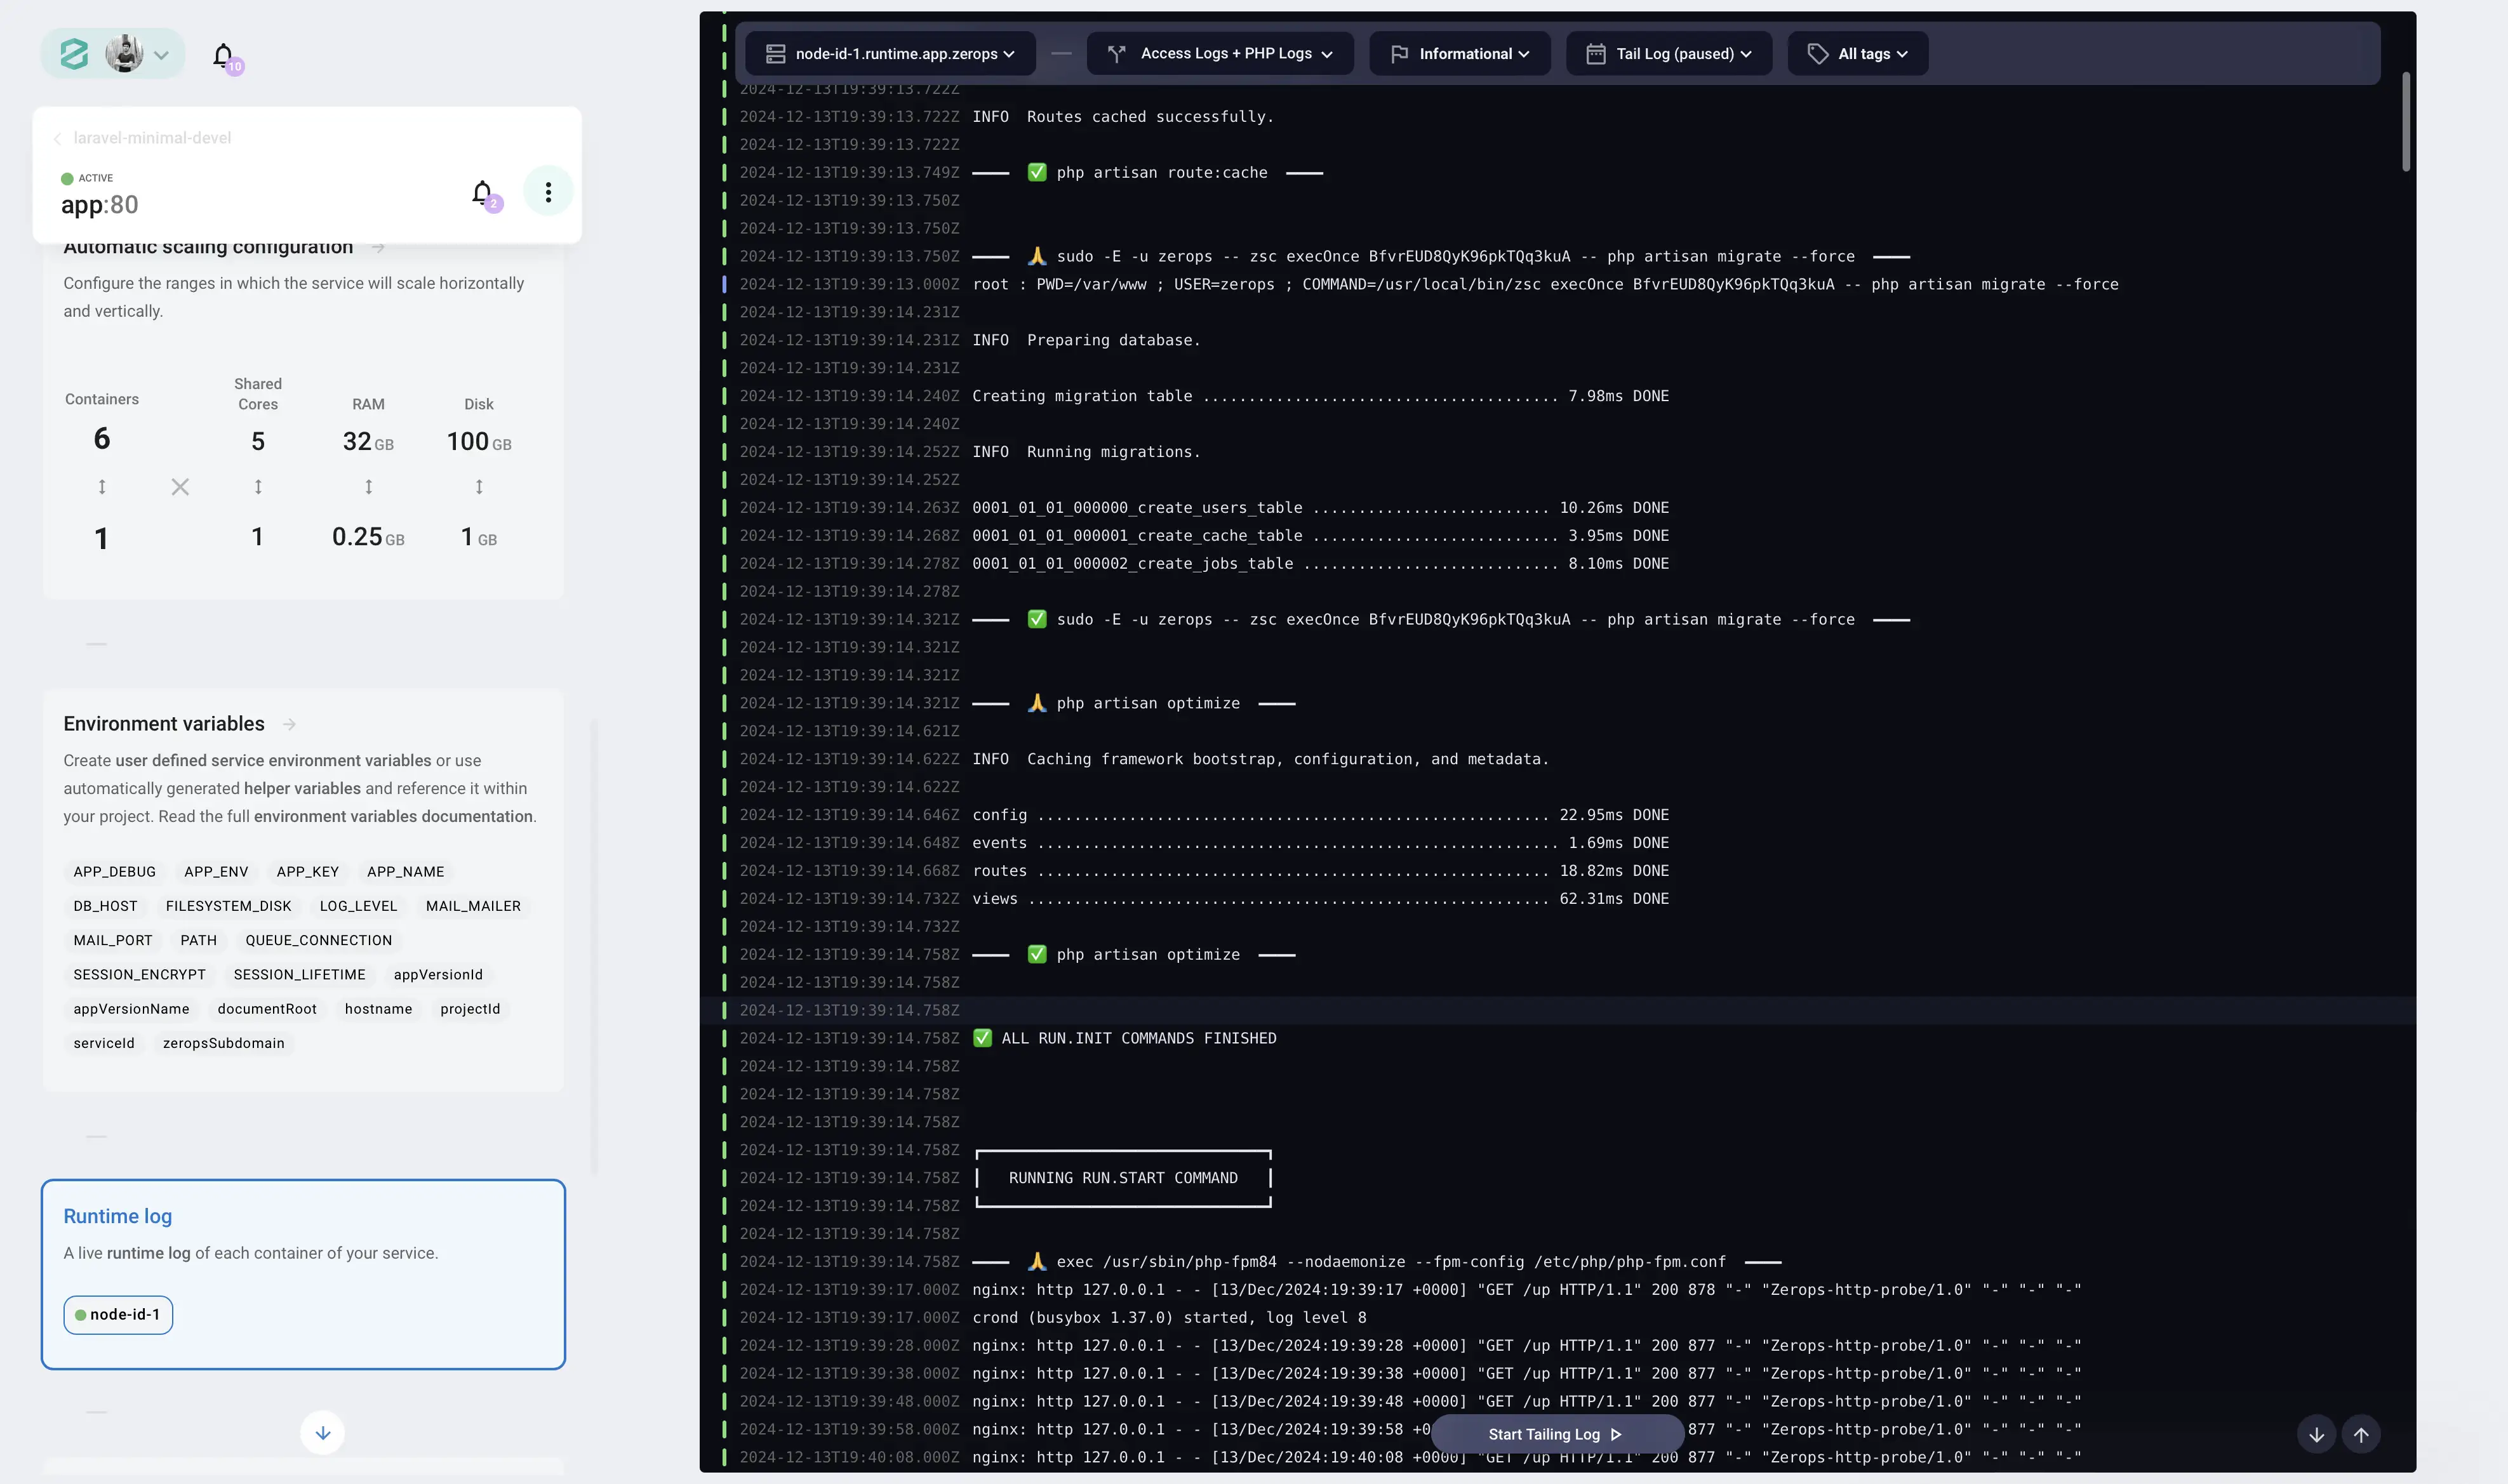 10
laravel-minimal-devel
ACTIVE
app:80
2
Automatic scaling configuration
Configure the ranges in which the service will scale horizontally
and vertically.
Containers
Shared
Cores
RAM
Disk
6
5
32 GB
100 GB
1
1
0.25 GB
1 GB
Environment variables
Create user defined service environment variables or use
automatically generated helper variables and reference it within
your project. Read the full environment variables documentation.
APP_DEBUG APP_ENV APP_KEY APP_NAME
DB_HOST FILESYSTEM_DISK LOG_LEVEL MAIL_MAILER
MAIL_PORT PATH QUEUE_CONNECTION
SESSION_ENCRYPT SESSION_LIFETIME appVersionId
appVersionName documentRoot hostname projectId
serviceId zeropsSubdomain
Runtime log
A live runtime log of each container of your service.
node-id-1
node-id-1.runtime.app.zerops Access Logs + PHP Logs Informational Tail Log (paused) All tags
2024-12-13T19:39:13.722Z
2024-12-13T19:39:13.722Z INFO  Routes cached successfully.
2024-12-13T19:39:13.722Z
2024-12-13T19:39:13.749Z ━━━━ ✅ php artisan route:cache ━━━━
2024-12-13T19:39:13.750Z
2024-12-13T19:39:13.750Z
2024-12-13T19:39:13.750Z ━━━━ 🙏 sudo -E -u zerops -- zsc execOnce BfvrEUD8QyK96pkTQq3kuA -- php artisan migrate --force ━━━━
2024-12-13T19:39:13.000Z root : PWD=/var/www ; USER=zerops ; COMMAND=/usr/local/bin/zsc execOnce BfvrEUD8QyK96pkTQq3kuA -- php artisan migrate --force
2024-12-13T19:39:14.231Z
2024-12-13T19:39:14.231Z INFO  Preparing database.
2024-12-13T19:39:14.231Z
2024-12-13T19:39:14.240Z Creating migration table ....................................... 7.98ms DONE
2024-12-13T19:39:14.240Z
2024-12-13T19:39:14.252Z INFO  Running migrations.
2024-12-13T19:39:14.252Z
2024-12-13T19:39:14.263Z 0001_01_01_000000_create_users_table .......................... 10.26ms DONE
2024-12-13T19:39:14.268Z 0001_01_01_000001_create_cache_table ........................... 3.95ms DONE
2024-12-13T19:39:14.278Z 0001_01_01_000002_create_jobs_table ............................ 8.10ms DONE
2024-12-13T19:39:14.278Z
2024-12-13T19:39:14.321Z ━━━━ ✅ sudo -E -u zerops -- zsc execOnce BfvrEUD8QyK96pkTQq3kuA -- php artisan migrate --force ━━━━
2024-12-13T19:39:14.321Z
2024-12-13T19:39:14.321Z
2024-12-13T19:39:14.321Z ━━━━ 🙏 php artisan optimize ━━━━
2024-12-13T19:39:14.621Z
2024-12-13T19:39:14.622Z INFO  Caching framework bootstrap, configuration, and metadata.
2024-12-13T19:39:14.622Z
2024-12-13T19:39:14.646Z config ........................................................ 22.95ms DONE
2024-12-13T19:39:14.648Z events ......................................................... 1.69ms DONE
2024-12-13T19:39:14.668Z routes ........................................................ 18.82ms DONE
2024-12-13T19:39:14.732Z views ......................................................... 62.31ms DONE
2024-12-13T19:39:14.732Z
2024-12-13T19:39:14.758Z ━━━━ ✅ php artisan optimize ━━━━
2024-12-13T19:39:14.758Z
2024-12-13T19:39:14.758Z
2024-12-13T19:39:14.758Z ✅ ALL RUN.INIT COMMANDS FINISHED
2024-12-13T19:39:14.758Z
2024-12-13T19:39:14.758Z
2024-12-13T19:39:14.758Z
2024-12-13T19:39:14.758Z
2024-12-13T19:39:14.758Z RUNNING RUN.START COMMAND
2024-12-13T19:39:14.758Z
2024-12-13T19:39:14.758Z
2024-12-13T19:39:14.758Z ━━━━ 🙏 exec /usr/sbin/php-fpm84 --nodaemonize --fpm-config /etc/php/php-fpm.conf ━━━━
2024-12-13T19:39:17.000Z nginx: http 127.0.0.1 - - [13/Dec/2024:19:39:17 +0000] "GET /up HTTP/1.1" 200 878 "-" "Zerops-http-probe/1.0" "-" "-" "-"
2024-12-13T19:39:17.000Z crond (busybox 1.37.0) started, log level 8
2024-12-13T19:39:28.000Z nginx: http 127.0.0.1 - - [13/Dec/2024:19:39:28 +0000] "GET /up HTTP/1.1" 200 877 "-" "Zerops-http-probe/1.0" "-" "-" "-"
2024-12-13T19:39:38.000Z nginx: http 127.0.0.1 - - [13/Dec/2024:19:39:38 +0000] "GET /up HTTP/1.1" 200 877 "-" "Zerops-http-probe/1.0" "-" "-" "-"
2024-12-13T19:39:48.000Z nginx: http 127.0.0.1 - - [13/Dec/2024:19:39:48 +0000] "GET /up HTTP/1.1" 200 877 "-" "Zerops-http-probe/1.0" "-" "-" "-"
2024-12-13T19:39:58.000Z nginx: http 127.0.0.1 - - [13/Dec/2024:19:39:58 +0 877 "-" "Zerops-http-probe/1.0" "-" "-" "-"
Start Tailing Log
2024-12-13T19:40:08.000Z nginx: http 127.0.0.1 - - [13/Dec/2024:19:40:08 +0000] "GET /up HTTP/1.1" 200 877 "-" "Zerops-http-probe/1.0" "-" "-" "-"